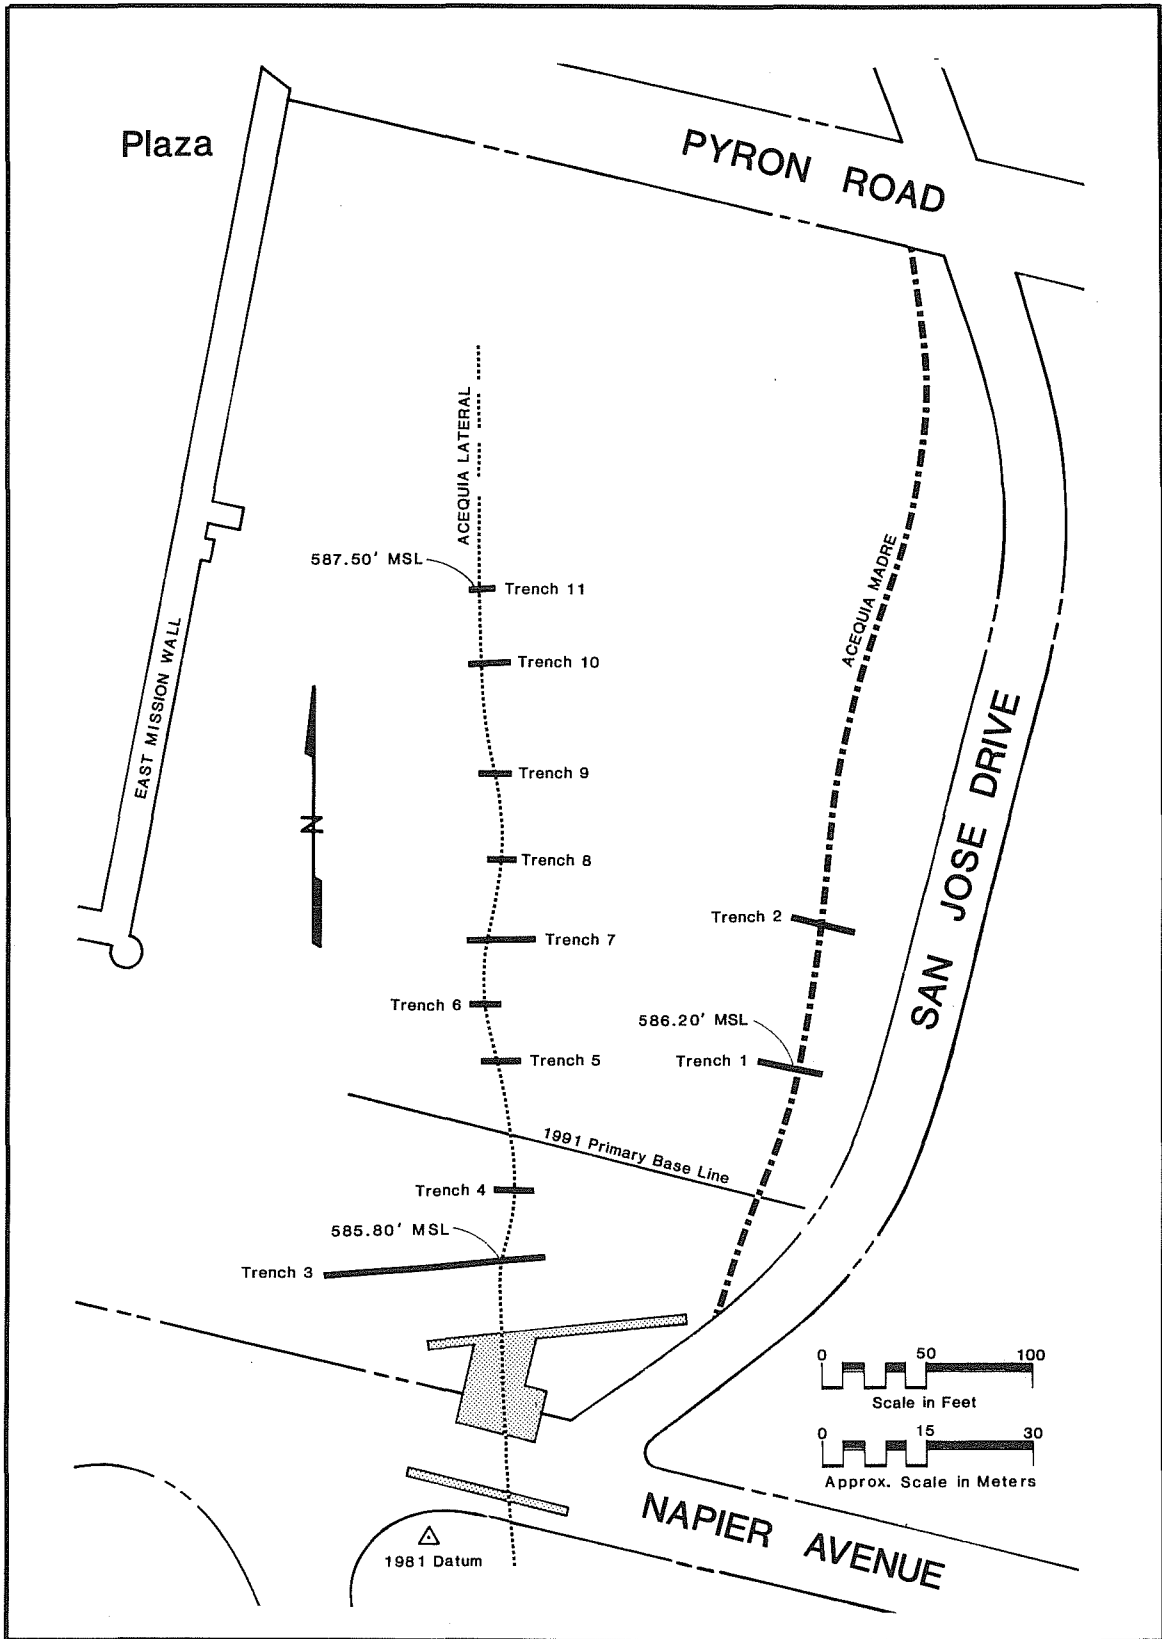 Plaza
PYRON ROAD
ACEQUIA LATERAL
587.50' MSL
Trench 11
ACEQUIA MADRE
Trench 10
EAST MISSION WALL
SAN JOSE DRIVE
Trench 9
N
Trench 8
Trench 2
Trench 7
Trench 6
586.20' MSL
Trench 5
Trench 1
1991 Primary Base Line
Trench 4
585.80' MSL
Trench 3
0 50 100
Scale in Feet
0 15 30
Approx. Scale in Meters
NAPIER AVENUE
1981 Datum